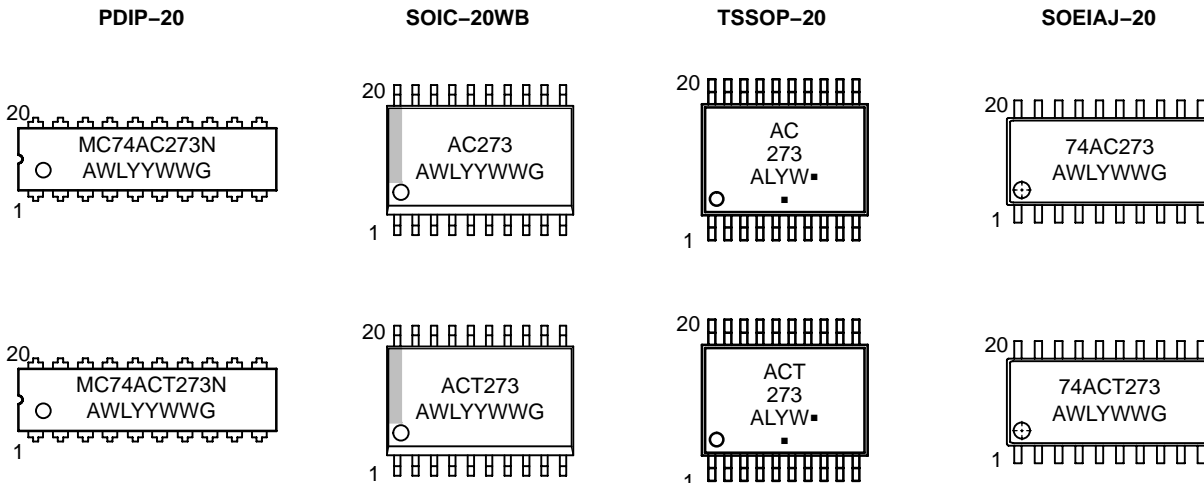 PDIP−20
SOIC−20WB
TSSOP−20
SOEIAJ−20
20
MC74AC273N
AWLYYWWG
1
20
AC273
AWLYYWWG
1
20
AC
273
ALYW▪
▪
1
20
74AC273
AWLYWWG
1
20
MC74ACT273N
AWLYYWWG
1
20
ACT273
AWLYYWWG
1
20
ACT
273
ALYW▪
▪
1
20
74ACT273
AWLYWWG
1